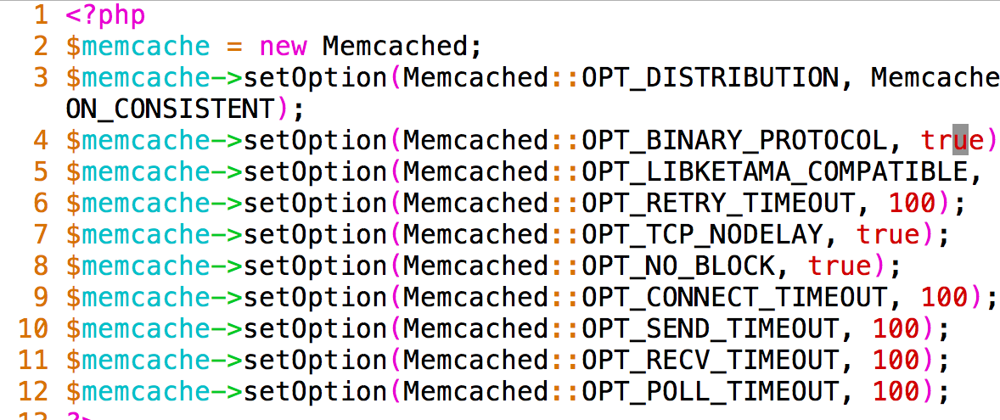 1 <?php
2 $memcache = new Memcached;
3 $memcache->setOption(Memcached::OPT_DISTRIBUTION, Memcache
ON_CONSISTENT);
4 $memcache->setOption(Memcached::OPT_BINARY_PROTOCOL, true)
5 $memcache->setOption(Memcached::OPT_LIBKETAMA_COMPATIBLE,
6 $memcache->setOption(Memcached::OPT_RETRY_TIMEOUT, 100);
7 $memcache->setOption(Memcached::OPT_TCP_NODELAY, true);
8 $memcache->setOption(Memcached::OPT_NO_BLOCK, true);
9 $memcache->setOption(Memcached::OPT_CONNECT_TIMEOUT, 100);
10 $memcache->setOption(Memcached::OPT_SEND_TIMEOUT, 100);
11 $memcache->setOption(Memcached::OPT_RECV_TIMEOUT, 100);
12 $memcache->setOption(Memcached::OPT_POLL_TIMEOUT, 100);
13 ?>